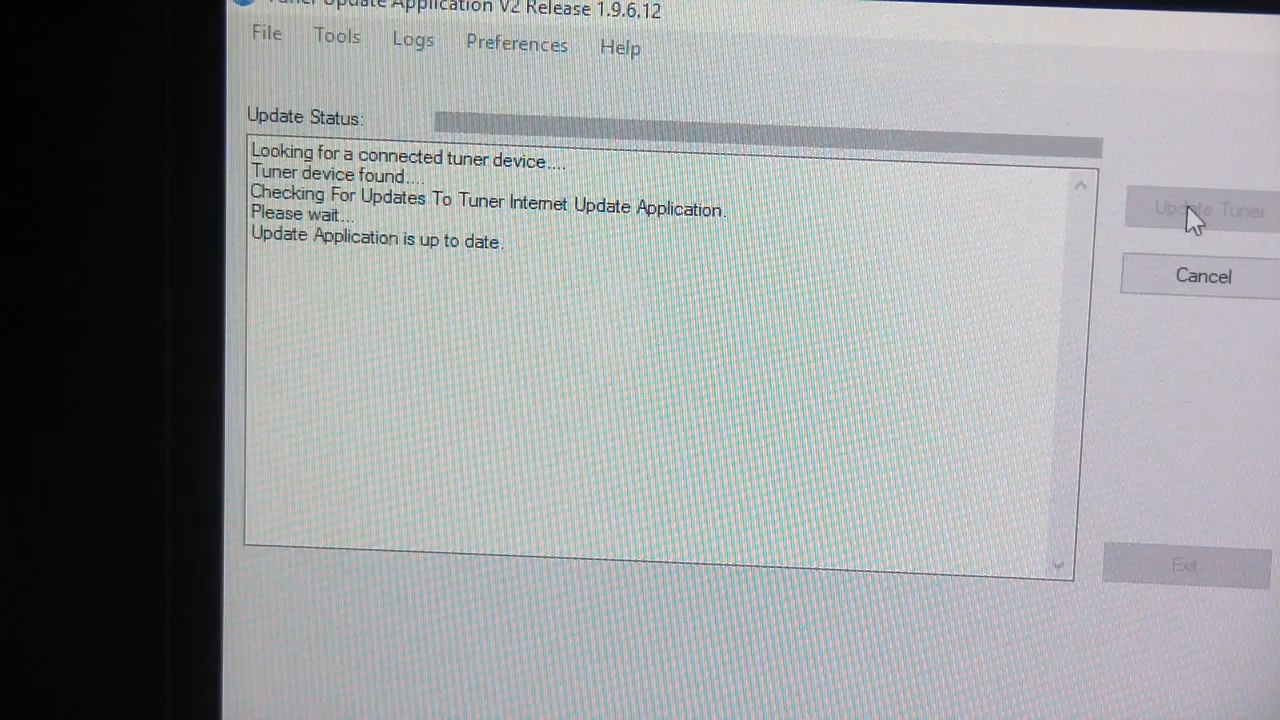 Tuner Update Application V2 Release 1.9.6.12
File Tools Logs Preferences Help
Update Status:
Looking for a connected tuner device....
Tuner device found....
Checking For Updates To Tuner Internet Update Application.
Please wait...
Update Application is up to date.
Update Tuner
Cancel
Exit